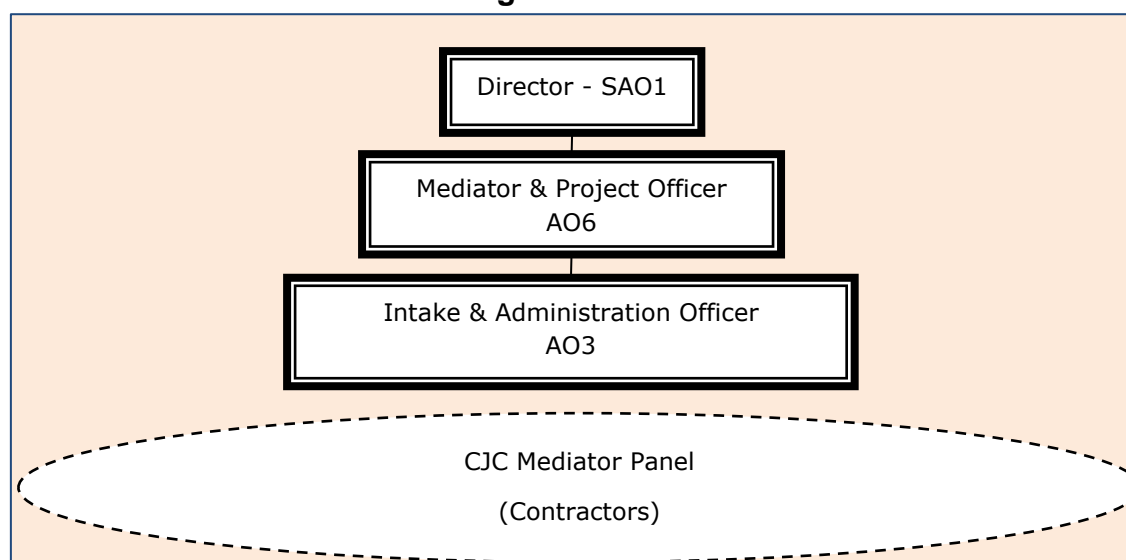 Director - SAO1
Mediator & Project Officer
AO6
Intake & Administration Officer
AO3
CJC Mediator Panel
(Contractors)